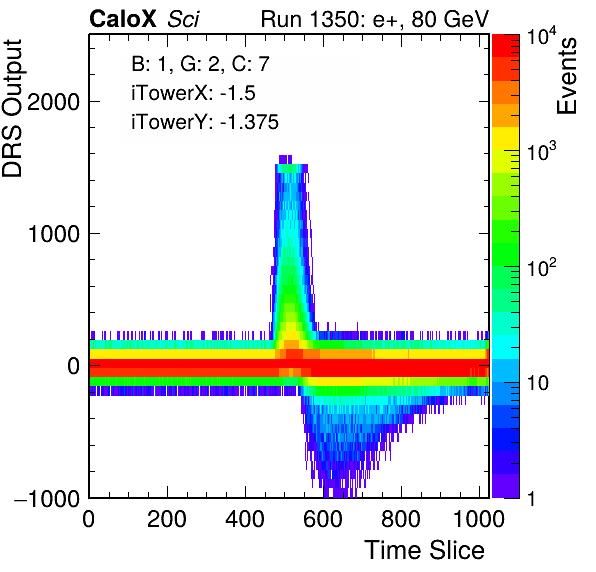 CaloX Sci Run 1350: e+, 80 GeV
B: 1, G: 2, C: 7
iTowerX: -1.5
iTowerY: -1.375
DRS Output
2000
1000
0
−1000
0 200 400 600 800 1000
Time Slice
Events
10^4
10^3
10^2
10
1